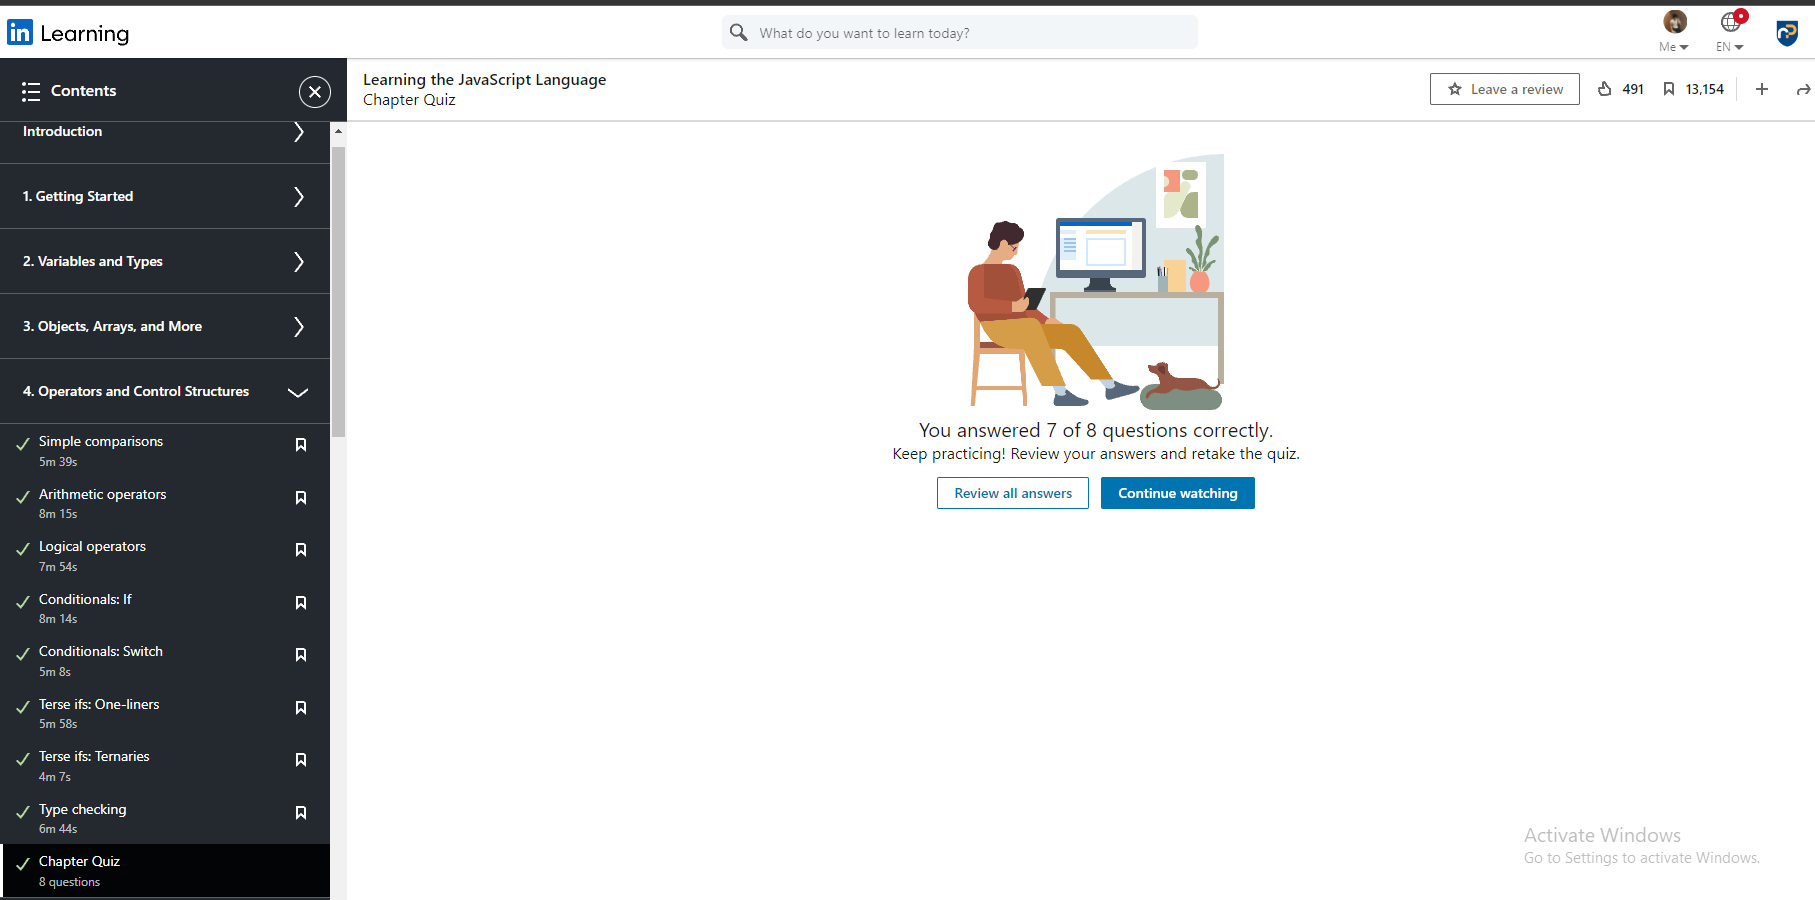 in Learning
What do you want to learn today?
Me
EN
Contents
Learning the JavaScript Language
Chapter Quiz
Leave a review
491
13,154
Introduction
1. Getting Started
2. Variables and Types
3. Objects, Arrays, and More
4. Operators and Control Structures
Simple comparisons
5m 39s
Arithmetic operators
8m 15s
Logical operators
7m 54s
Conditionals: If
8m 14s
Conditionals: Switch
5m 8s
Terse ifs: One-liners
5m 58s
Terse ifs: Ternaries
4m 7s
Type checking
6m 44s
Chapter Quiz
8 questions
You answered 7 of 8 questions correctly.
Keep practicing! Review your answers and retake the quiz.
Review all answers
Continue watching
Activate Windows
Go to Settings to activate Windows.